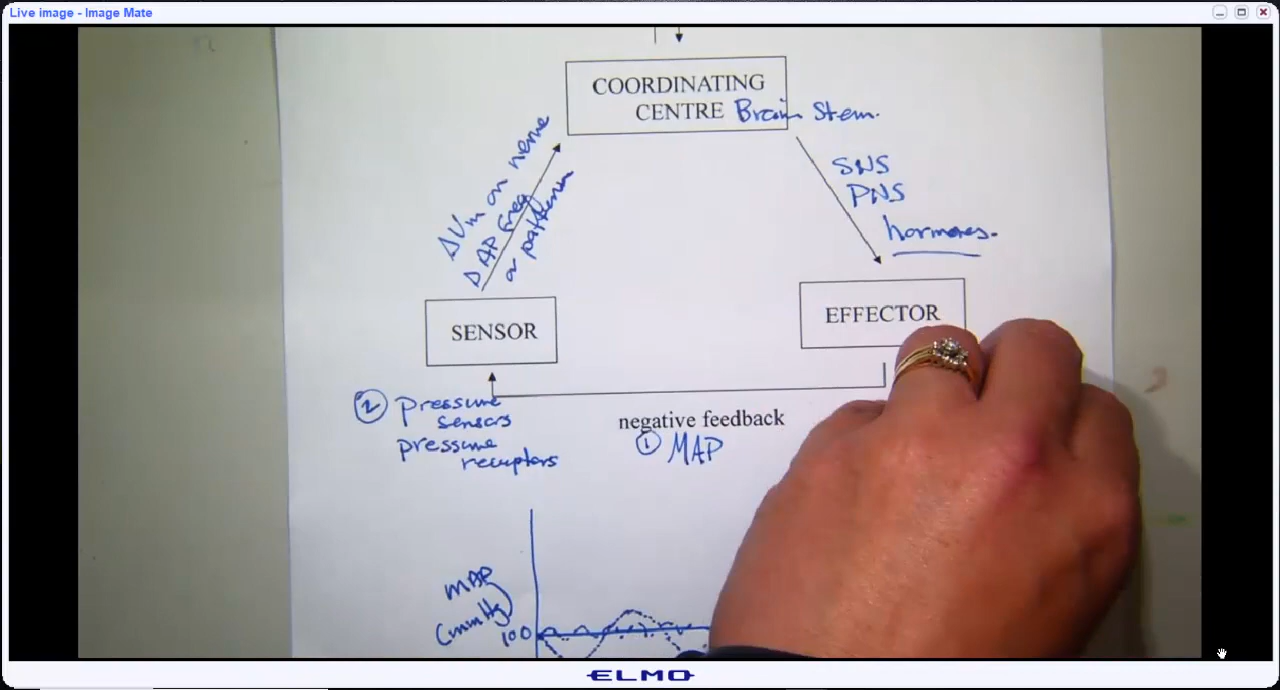 Live image - Image Mate
COORDINATING
CENTRE Brain Stem.
ΔVm on nerve
Δ AP freq
or pattern
SNS
PNS
hormones.
SENSOR
EFFECTOR
② pressure
sensors
pressure
receptors
negative feedback
① MAP
MAP
(mmHg
100
ELMO